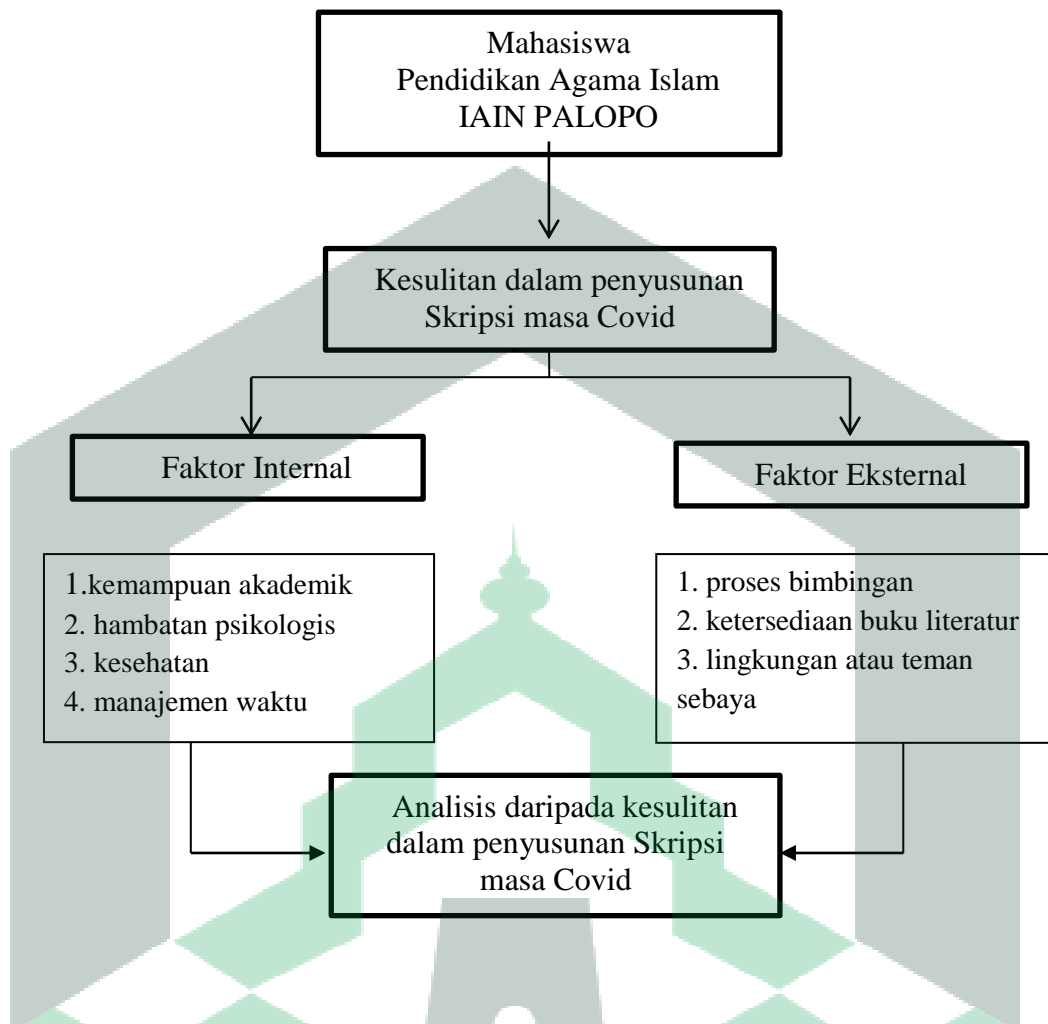 Mahasiswa
Pendidikan Agama Islam
IAIN PALOPO
Kesulitan dalam penyusunan
Skripsi masa Covid
Faktor Internal
Faktor Eksternal
1.kemampuan akademik
2. hambatan psikologis
3. kesehatan
4. manajemen waktu
1. proses bimbingan
2. ketersediaan buku literatur
3. lingkungan atau teman
sebaya
Analisis daripada kesulitan
dalam penyusunan Skripsi
masa Covid